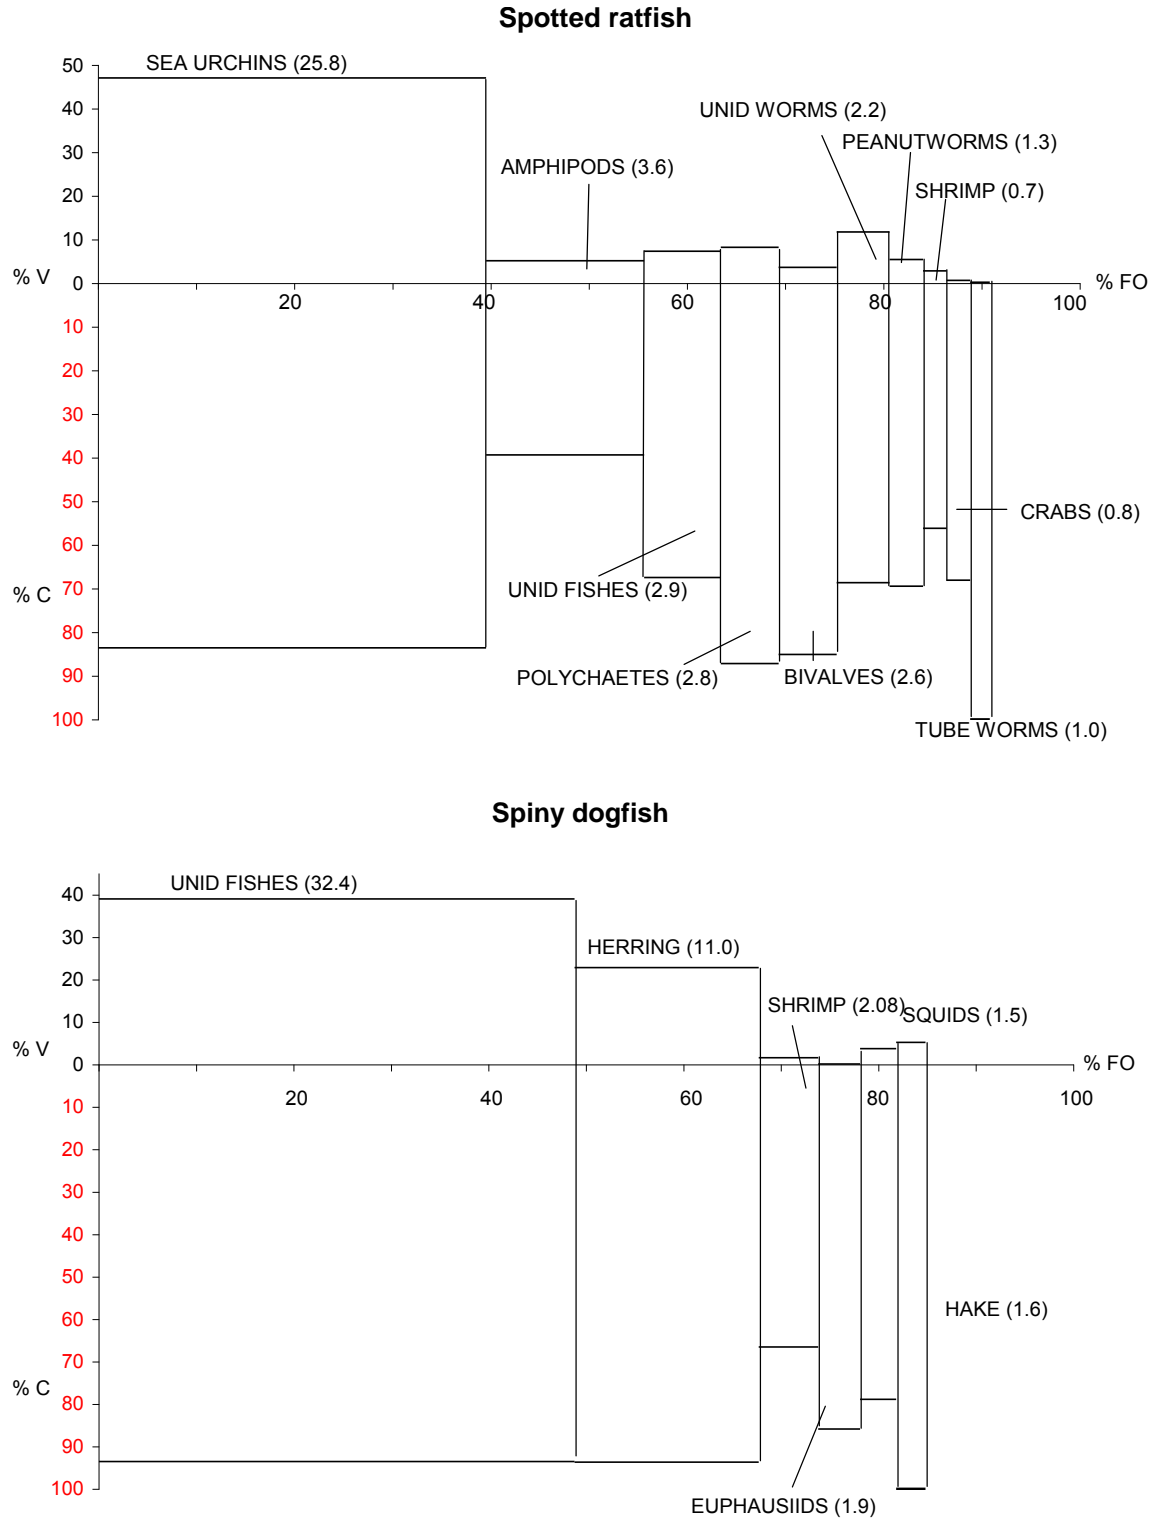 Spotted ratfish
SEA URCHINS (25.8)
50
40
UNID WORMS (2.2)
30
PEANUTWORMS (1.3)
AMPHIPODS (3.6)
20
SHRIMP (0.7)
10
% V
0
% FO
20
40
60
80
100
10
20
30
40
50
CRABS (0.8)
60
UNID FISHES (2.9)
% C
70
80
POLYCHAETES (2.8)
BIVALVES (2.6)
90
100
TUBE WORMS (1.0)
Spiny dogfish
UNID FISHES (32.4)
40
HERRING (11.0)
30
20
SHRIMP (2.08)
SQUIDS (1.5)
10
% V
0
% FO
20
40
60
80
100
10
20
30
40
50
HAKE (1.6)
60
70
% C
80
90
100
EUPHAUSIIDS (1.9)